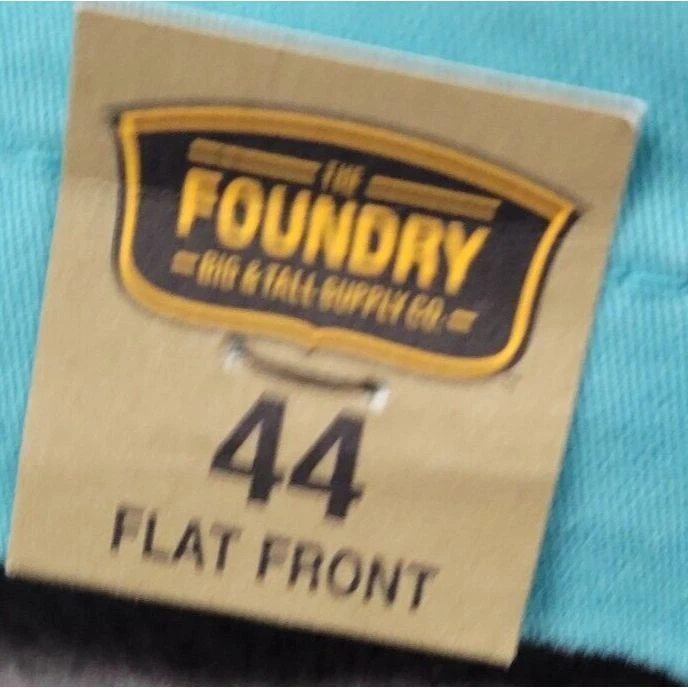 THE
FOUNDRY
BIG & TALL SUPPLY CO.
44
FLAT FRONT